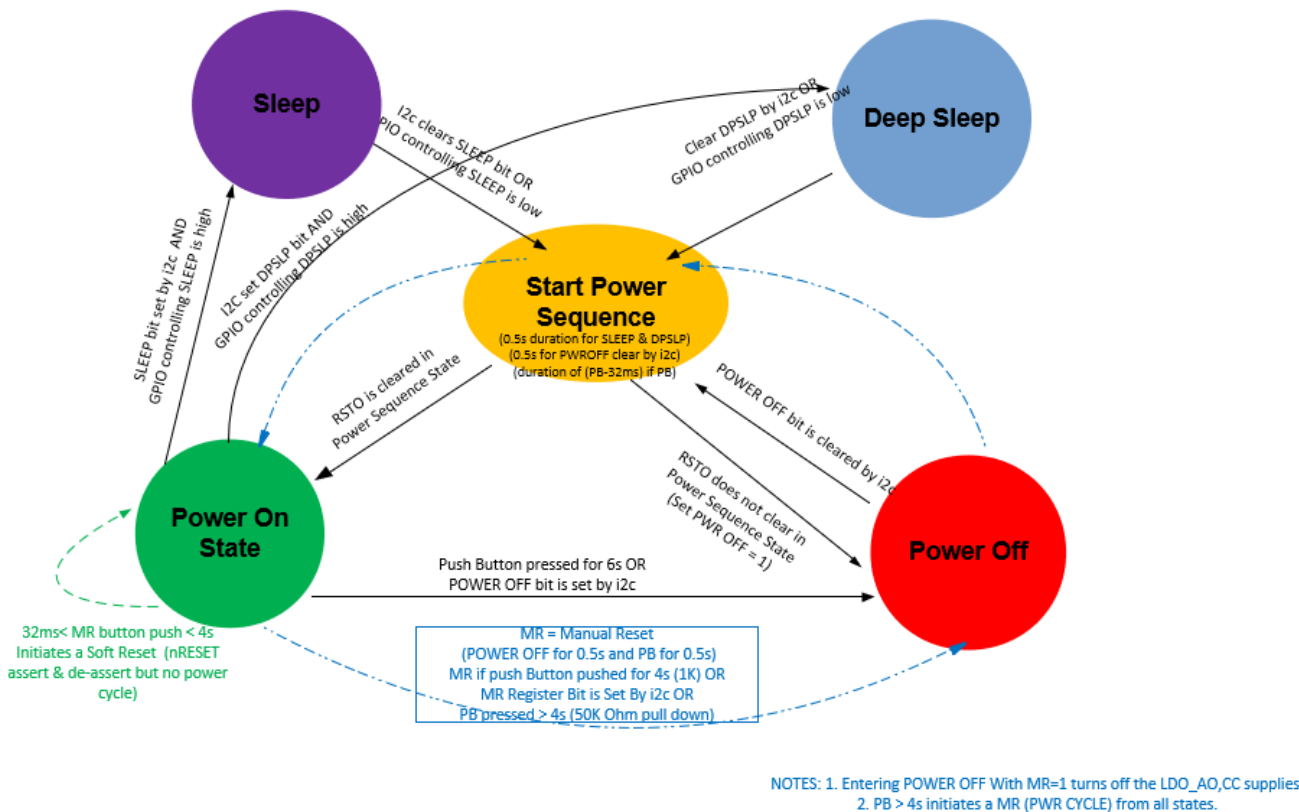 Sleep
Deep Sleep
I2c clears SLEEP bit OR
PIO controlling SLEEP is low
Clear DPSLP by i2c OR
GPIO controlling DPSLP is low
SLEEP bit set by i2c AND
GPIO controlling SLEEP is high
I2C set DPSLP bit AND
GPIO controlling DPSLP is high
Start Power
Sequence
(0.5s duration for SLEEP & DPSLP)
(0.5s for PWROFF clear by i2c)
(duration of (PB-32ms) if PB)
RSTO is cleared in
Power Sequence State
POWER OFF bit is cleared by i2c
RSTO does not clear in
Power Sequence State
(Set PWR OFF = 1)
Power On
State
Power Off
Push Button pressed for 6s OR
POWER OFF bit is set by i2c
32ms< MR button push < 4s
Initiates a Soft Reset (nRESET
assert & de-assert but no power
cycle)
MR = Manual Reset
(POWER OFF for 0.5s and PB for 0.5s)
MR if push Button pushed for 4s (1K) OR
MR Register Bit is Set By i2c OR
PB pressed > 4s (50K Ohm pull down)
NOTES: 1. Entering POWER OFF With MR=1 turns off the LDO_AO,CC supplies
2. PB > 4s initiates a MR (PWR CYCLE) from all states.